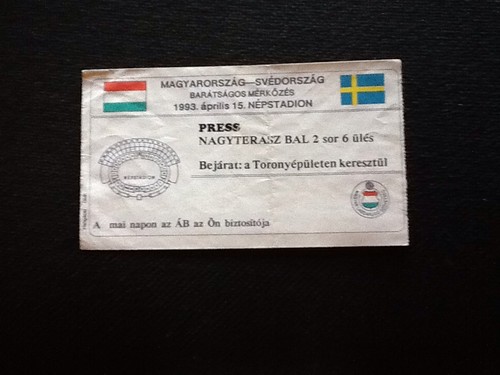 MAGYARORSZÁG—SVÉDORSZÁG
BARÁTSÁGOS MÉRKŐZÉS
1993. április 15. NÉPSTADION
PRESS
NAGYTERASZ BAL 2 sor 6 ülés
NÉPSTADION
Bejárat: a Toronyépületen keresztül
A mai napon az ÁB az Ön biztosítója